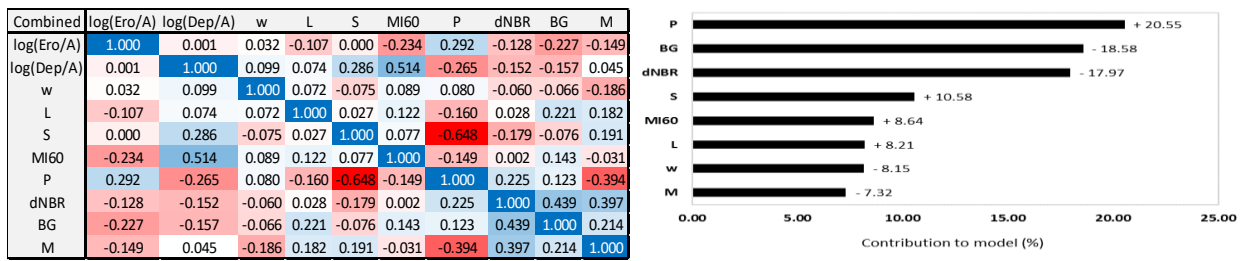 Combined log(Ero/A) log(Dep/A) w L S MI60 P dNBR BG M
log(Ero/A) 1.000 0.001 0.032 -0.107 0.000 -0.234 0.292 -0.128 -0.227 -0.149
log(Dep/A) 0.001 1.000 0.099 0.074 0.286 0.514 -0.265 -0.152 -0.157 0.045
w 0.032 0.099 1.000 0.072 -0.075 0.089 0.080 -0.060 -0.066 -0.186
L -0.107 0.074 0.072 1.000 0.027 0.122 -0.160 0.028 0.221 0.182
S 0.000 0.286 -0.075 0.027 1.000 0.077 -0.648 -0.179 -0.076 0.191
MI60 -0.234 0.514 0.089 0.122 0.077 1.000 -0.149 0.002 0.143 -0.031
P 0.292 -0.265 0.080 -0.160 -0.648 -0.149 1.000 0.225 0.123 -0.394
dNBR -0.128 -0.152 -0.060 0.028 -0.179 0.002 0.225 1.000 0.439 0.397
BG -0.227 -0.157 -0.066 0.221 -0.076 0.143 0.123 0.439 1.000 0.214
M -0.149 0.045 -0.186 0.182 0.191 -0.031 -0.394 0.397 0.214 1.000
P + 20.55
BG - 18.58
dNBR - 17.97
S + 10.58
MI60 + 8.64
L + 8.21
w - 8.15
M - 7.32
0.00 5.00 10.00 15.00 20.00 25.00
Contribution to model (%)